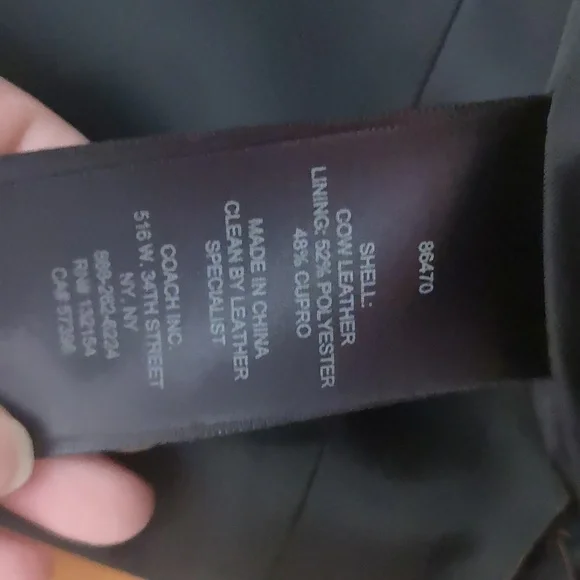 86470
SHELL:
COW LEATHER
LINING: 52% POLYESTER
48% CUPRO
MADE IN CHINA
CLEAN BY LEATHER
SPECIALIST
COACH INC.
516 W. 34TH STREET
NY, NY
RN#
CA#